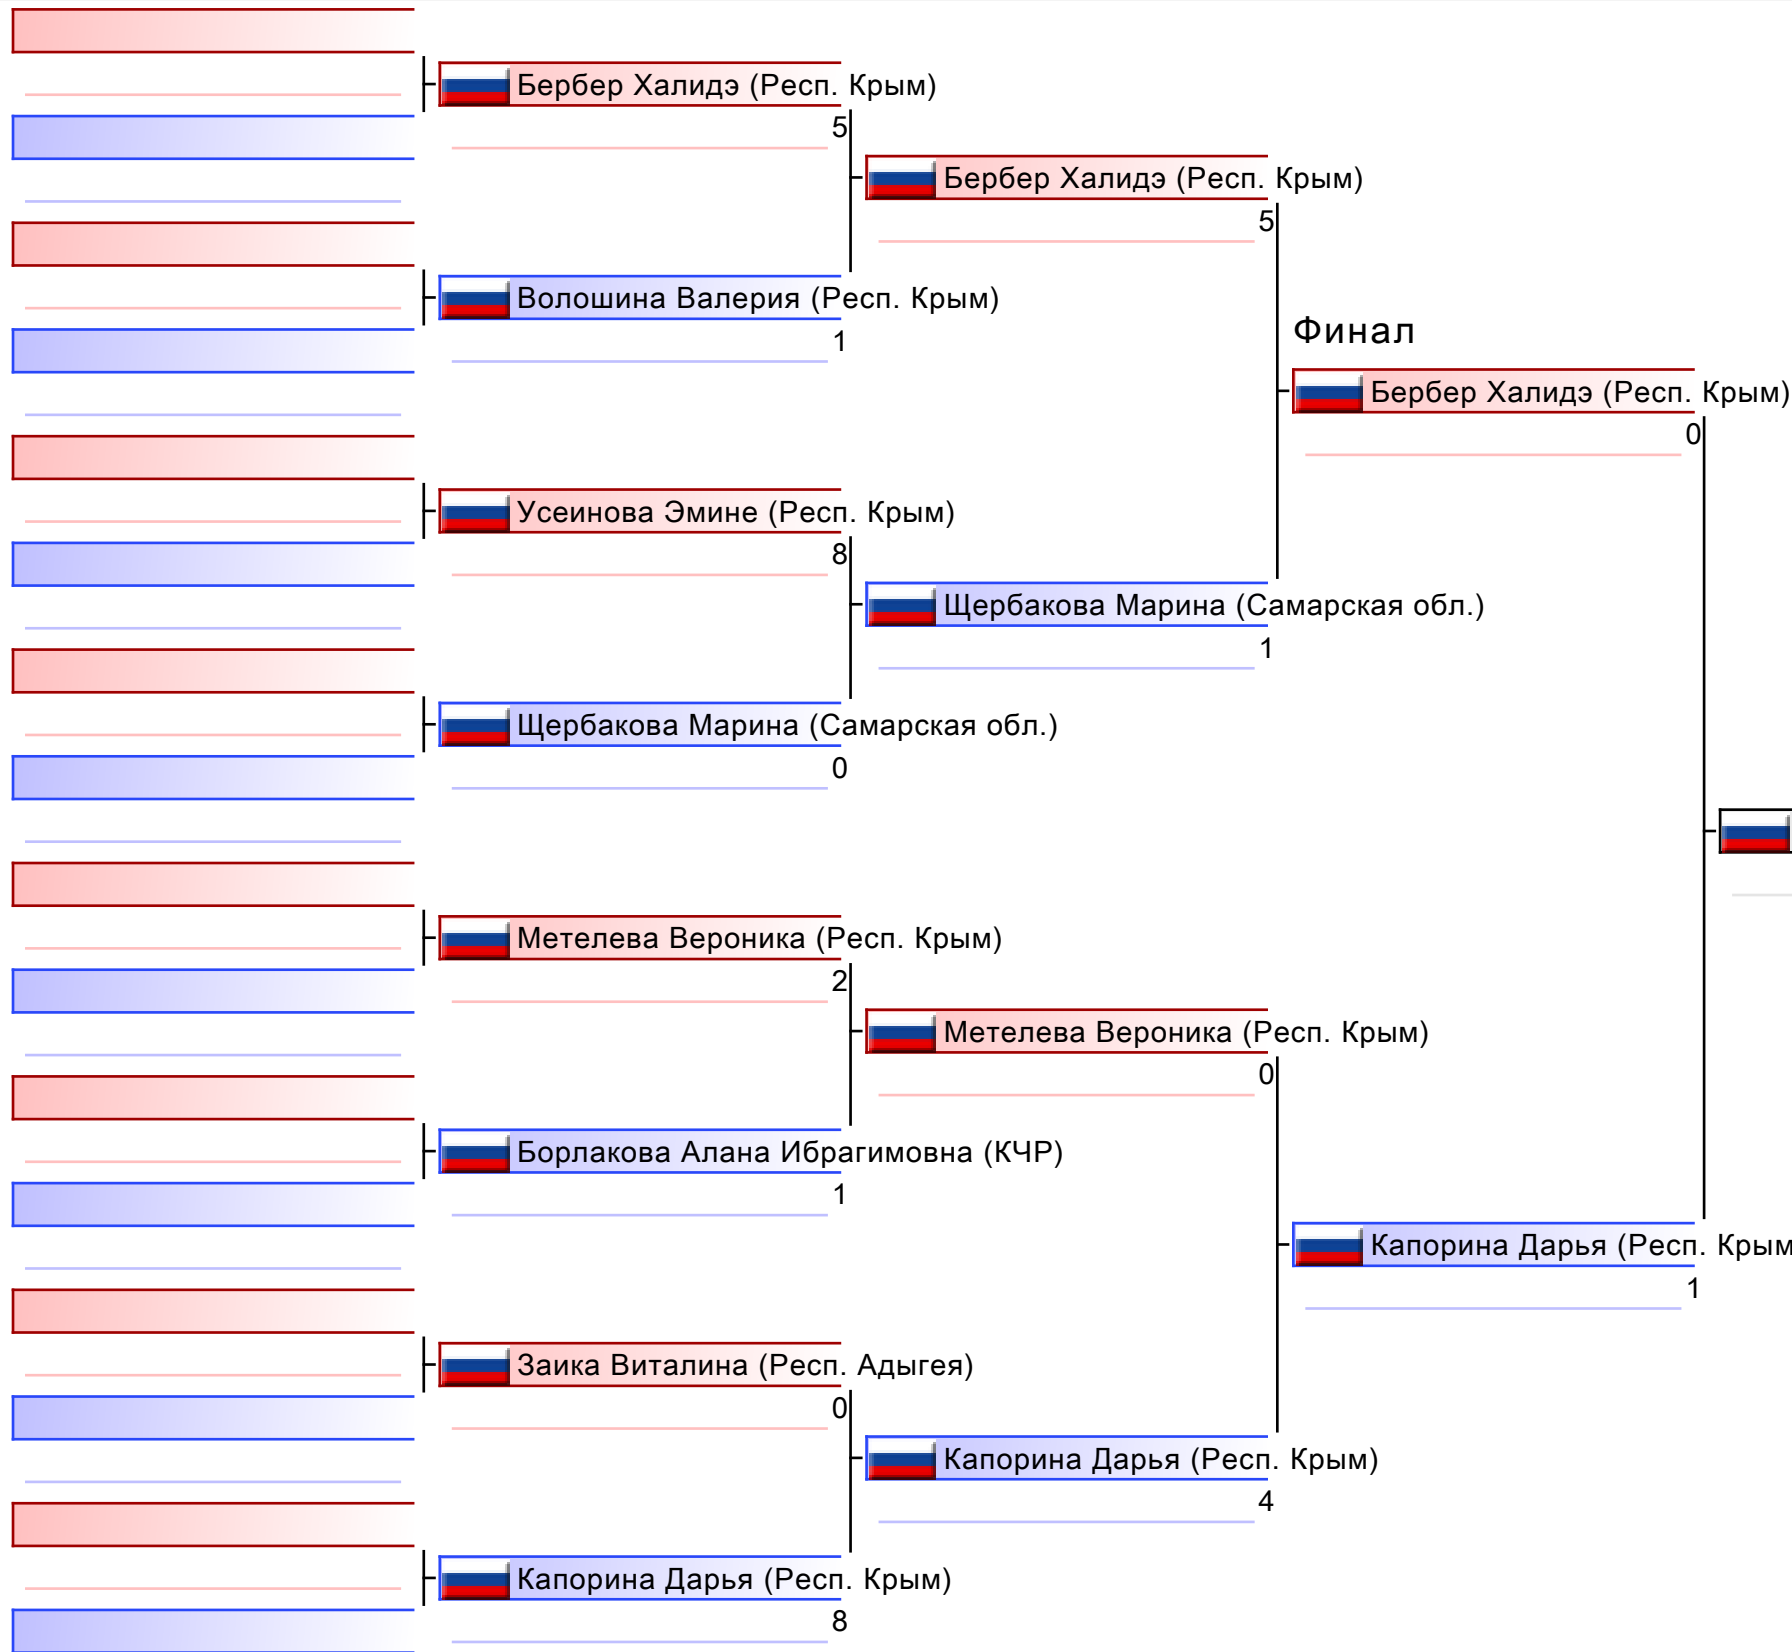 Бербер Халидэ (Респ. Крым)
5
Бербер Халидэ (Респ. Крым)
5
Волошина Валерия (Респ. Крым)
1
Финал
Бербер Халидэ (Респ. Крым)
0
Усеинова Эмине (Респ. Крым)
8
Щербакова Марина (Самарская обл.)
1
Щербакова Марина (Самарская обл.)
0
Метелева Вероника (Респ. Крым)
2
Метелева Вероника (Респ. Крым)
0
Борлакова Алана Ибрагимовна (КЧР)
1
Капорина Дарья (Респ. Крым
1
Заика Виталина (Респ. Адыгея)
0
Капорина Дарья (Респ. Крым)
4
Капорина Дарья (Респ. Крым)
8